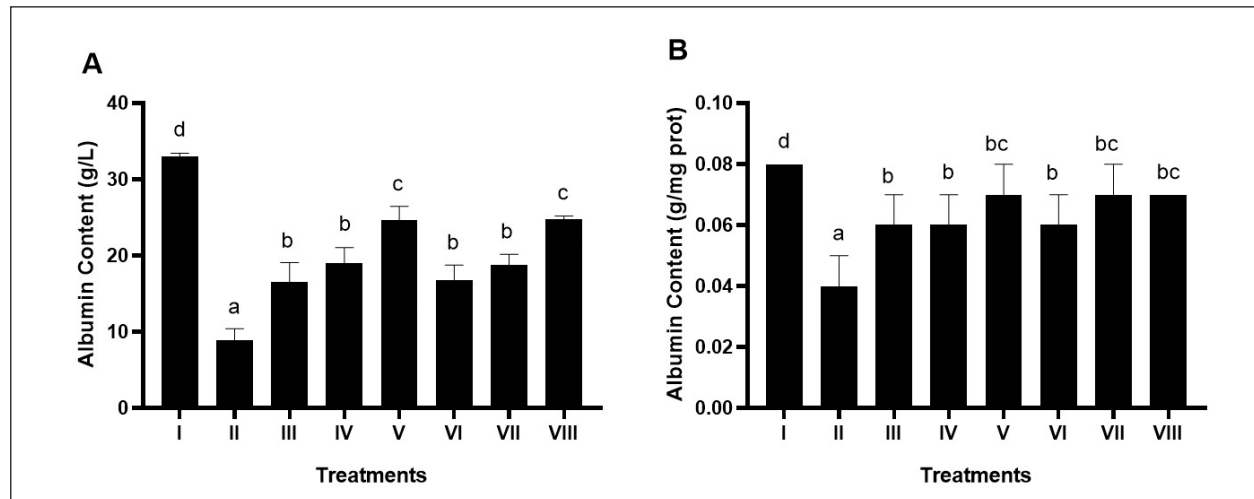 A
Albumin Content (g/L)
40
30
20
10
0
d
a
b
b
c
b
b
c
I II III IV V VI VII VIII
Treatments
B
Albumin Content (g/mg prot)
0.10
0.08
0.06
0.04
0.02
0.00
d
a
b
b
bc
b
bc
bc
I II III IV V VI VII VIII
Treatments